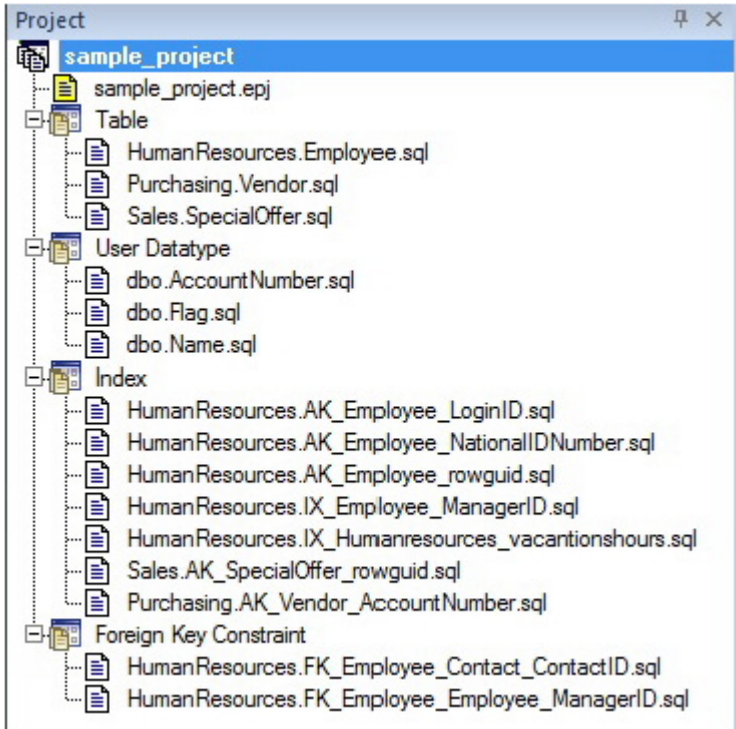 Project
sample_project
sample_project.epj
Table
HumanResources.Employee.sql
Purchasing.Vendor.sql
Sales.SpecialOffer.sql
User Datatype
dbo.AccountNumber.sql
dbo.Flag.sql
dbo.Name.sql
Index
HumanResources.AK_Employee_LoginID.sql
HumanResources.AK_Employee_NationalIDNumber.sql
HumanResources.AK_Employee_rowguid.sql
HumanResources.IX_Employee_ManagerID.sql
HumanResources.IX_Humanresources_vacantionshours.sql
Sales.AK_SpecialOffer_rowguid.sql
Purchasing.AK_Vendor_AccountNumber.sql
Foreign Key Constraint
HumanResources.FK_Employee_Contact_ContactID.sql
HumanResources.FK_Employee_Employee_ManagerID.sql